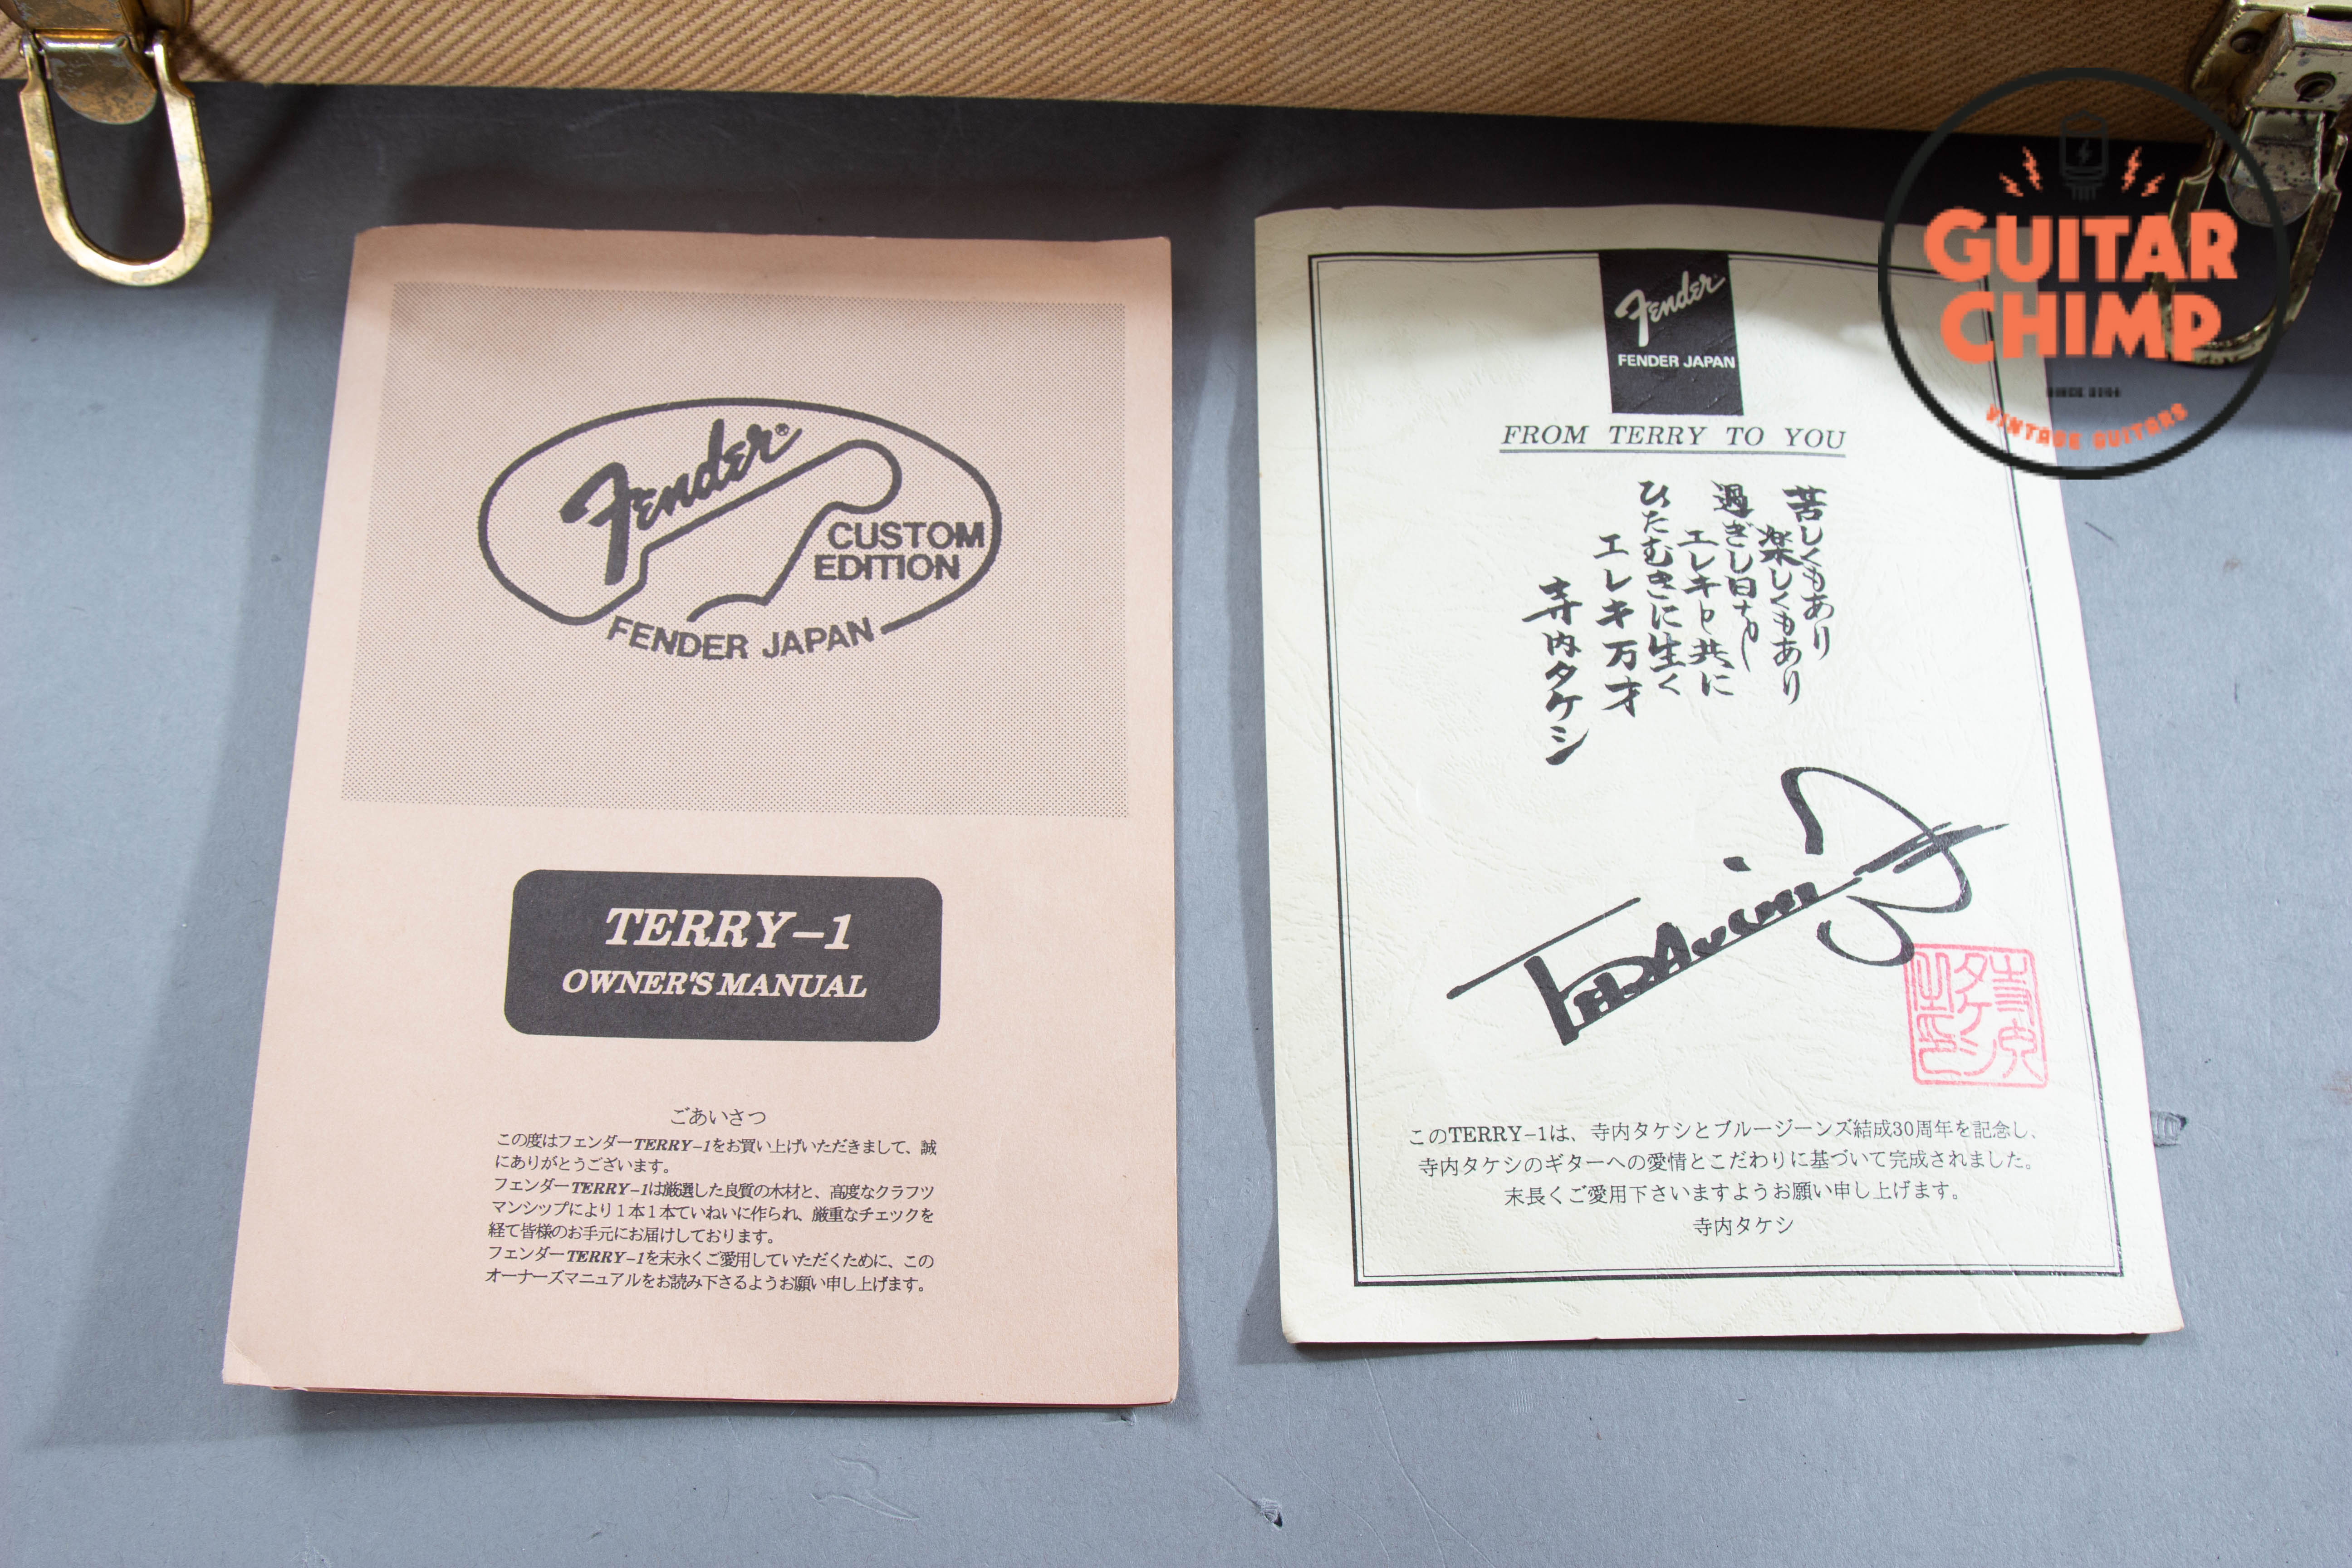 Fender®
CUSTOM
EDITION
FENDER JAPAN
TERRY-1
OWNER'S MANUAL
ごあいさつ
この度はフェンダーTERRY-1をお買い上げいただきまして、誠
にありがとうございます。
フェンダーTERRY-1は厳選した良質の木材と、高度なクラフツ
マンシップにより1本1本ていねいに作られ、厳重なチェックを
経て皆様のお手元にお届けしております。
フェンダーTERRY-1を末永くご愛用していただくために、この
オーナーズマニュアルをお読み下さるようお願い申し上げます。
Fender
FENDER JAPAN
FROM TERRY TO YOU
苦しくもあり
楽しくもあり
過ぎし日を
エレキと共に
ひたむきに生く
エレキ万才
寺内タケシ
寺内タケシ
このTERRY-1は、寺内タケシとブルージーンズ結成30周年を記念し、
寺内タケシのギターへの愛情とこだわりに基づいて完成されました。
末長くご愛用下さいますようお願い申し上げます。
寺内タケシ
GUITAR
CHIMP
VINTAGE GUITARS